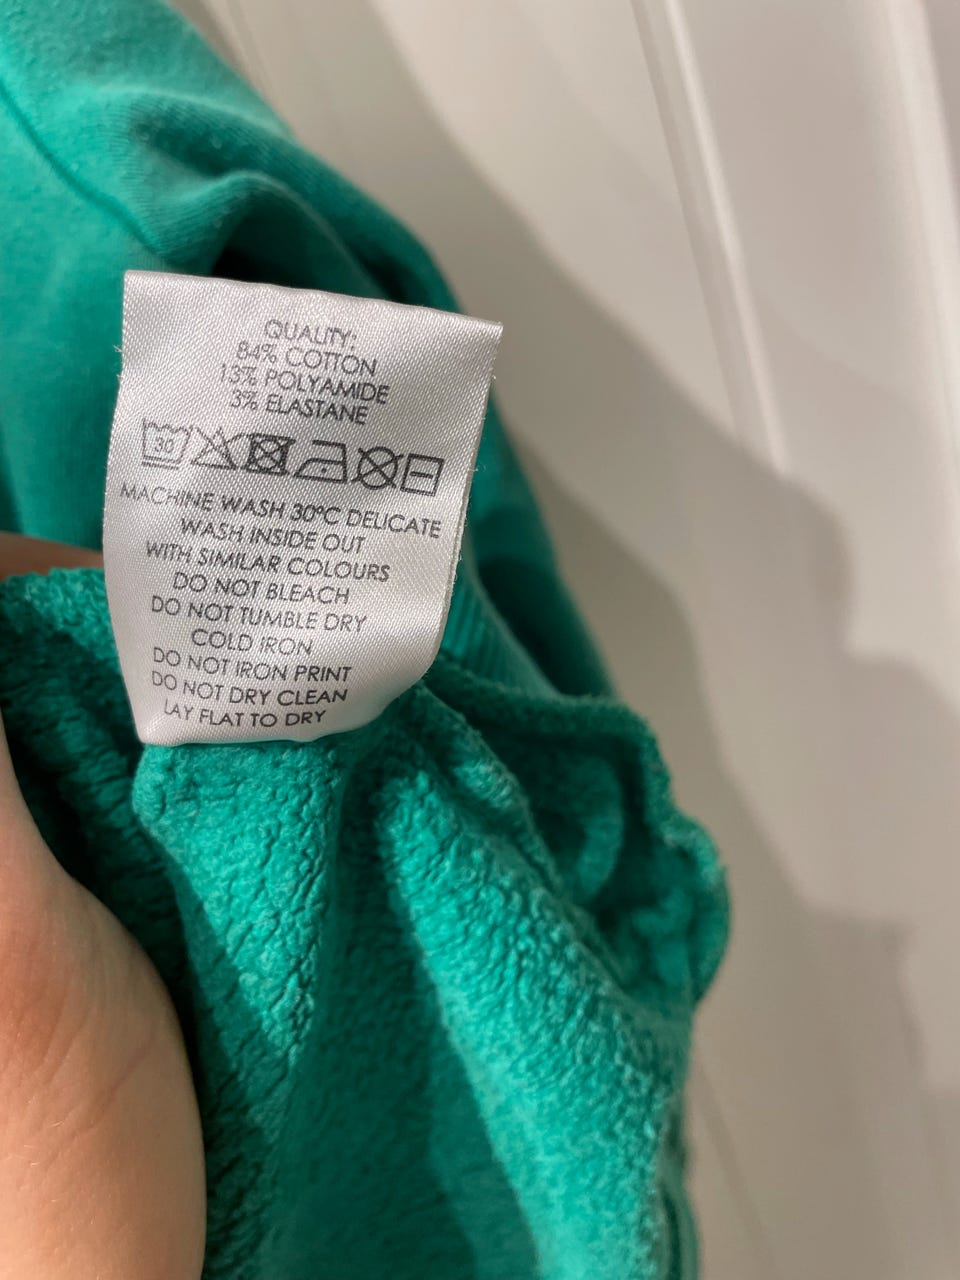 QUALITY:
84% COTTON
13% POLYAMIDE
3% ELASTANE
30
MACHINE WASH 30°C DELICATE
WASH INSIDE OUT
WITH SIMILAR COLOURS
DO NOT BLEACH
DO NOT TUMBLE DRY
COLD IRON
DO NOT IRON PRINT
DO NOT DRY CLEAN
LAY FLAT TO DRY